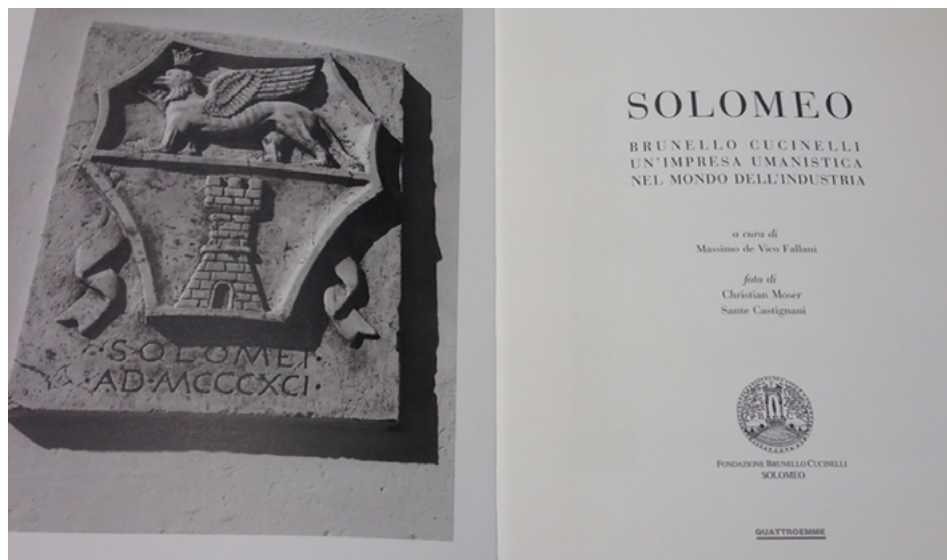 ·SOLOMEI·
·AD·MCCCXCI·
SOLOMEO
BRUNELLO CUCINELLI
UN'IMPRESA UMANISTICA
NEL MONDO DELL'INDUSTRIA
a cura di
Massimo de Vico Fallani
foto di
Christian Moser
Sante Castignani
FONDAZIONE BRUNELLO CUCINELLI
SOLOMEO
QUATTROEMME